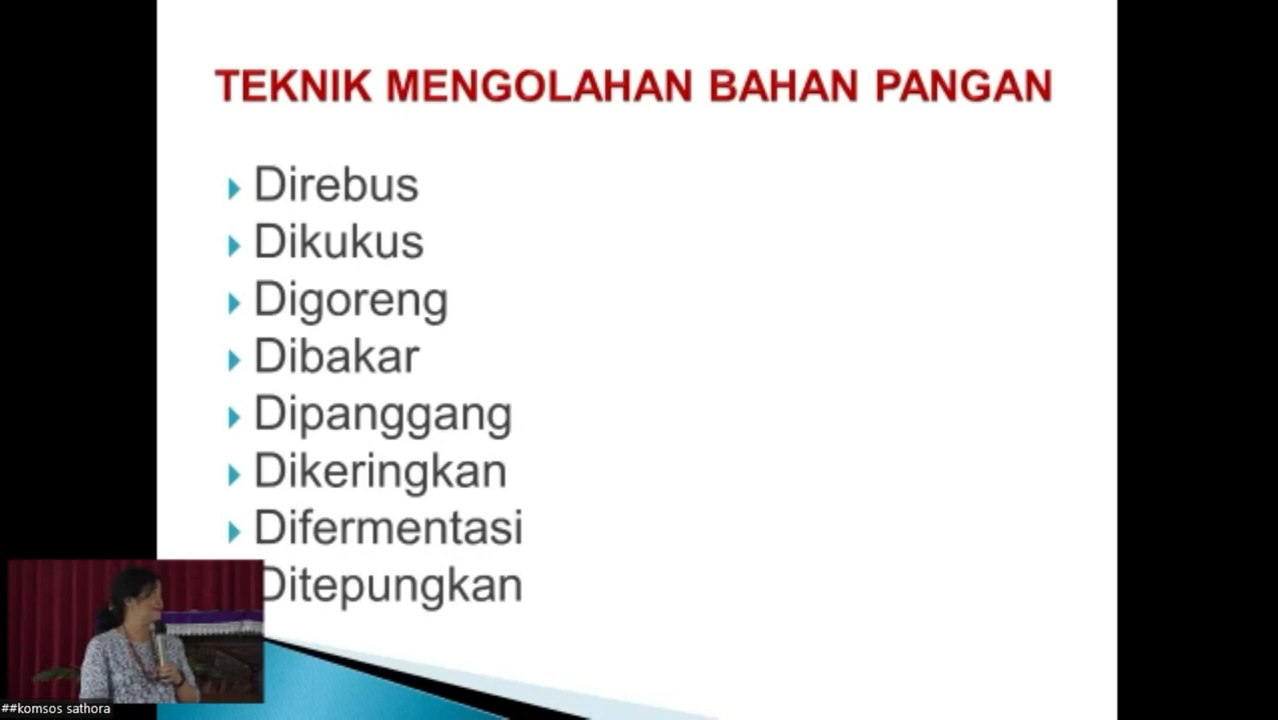 TEKNIK MENGOLAHAN BAHAN PANGAN
Direbus
Dikukus
Digoreng
Dibakar
Dipanggang
Dikeringkan
Difermentasi
Ditepungkan
##komsos sathora